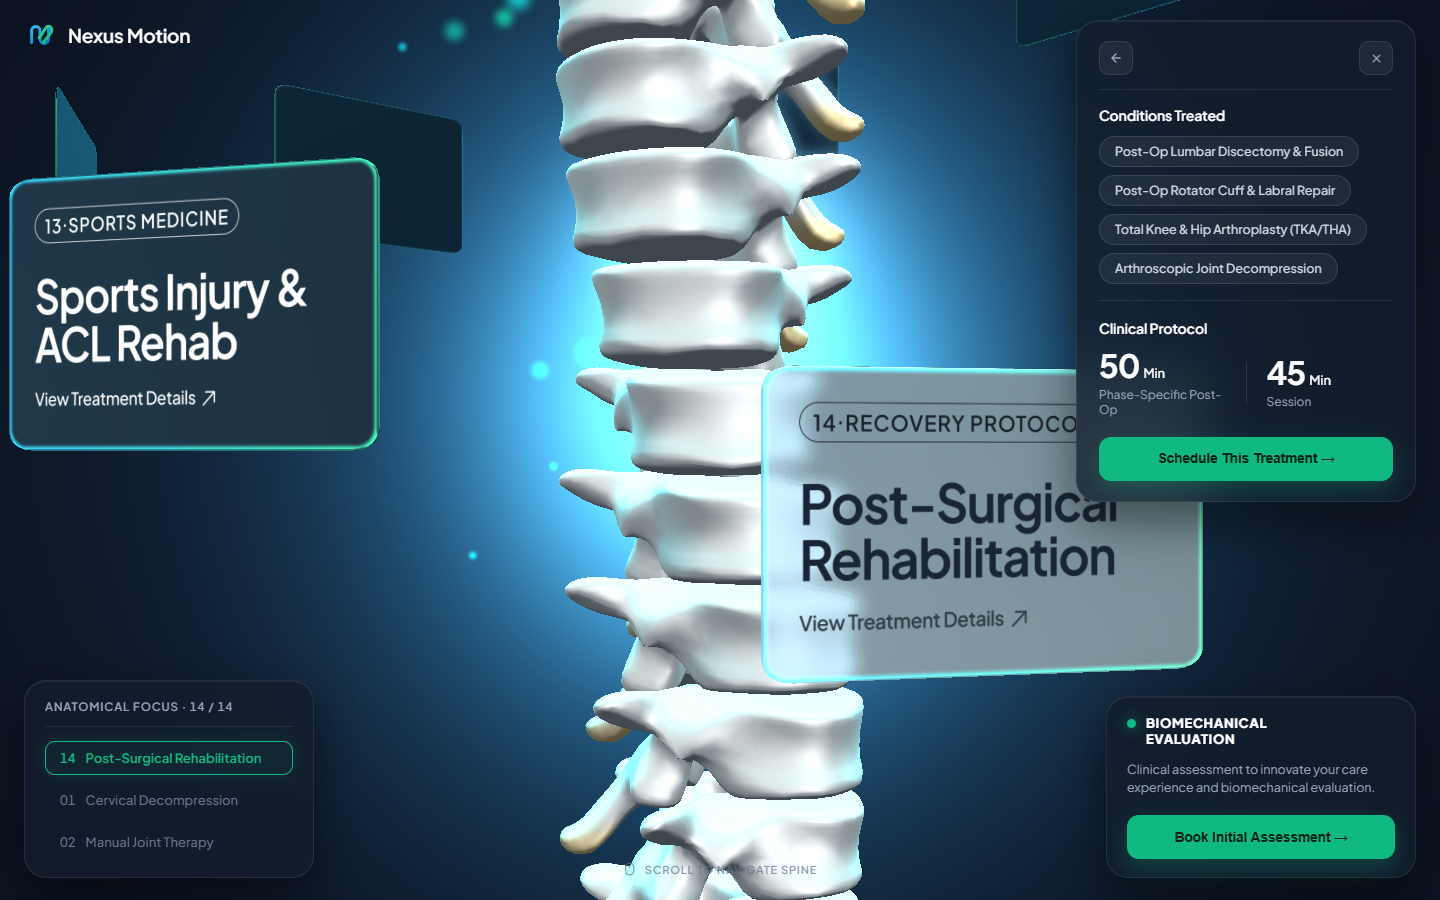 Nexus Motion
13·SPORTS MEDICINE
Sports Injury &
ACL Rehab
View Treatment Details ↗
14·RECOVERY PROTOCO
Post-Surgical
Rehabilitation
View Treatment Details ↗
Conditions Treated
Post-Op Lumbar Discectomy & Fusion
Post-Op Rotator Cuff & Labral Repair
Total Knee & Hip Arthroplasty (TKA/THA)
Arthroscopic Joint Decompression
Clinical Protocol
50 Min
Phase-Specific Post-
Op
45 Min
Session
Schedule This Treatment →
ANATOMICAL FOCUS · 14 / 14
14 Post-Surgical Rehabilitation
01 Cervical Decompression
02 Manual Joint Therapy
SCROLL TO NAVIGATE SPINE
BIOMECHANICAL
EVALUATION
Clinical assessment to innovate your care
experience and biomechanical evaluation.
Book Initial Assessment →